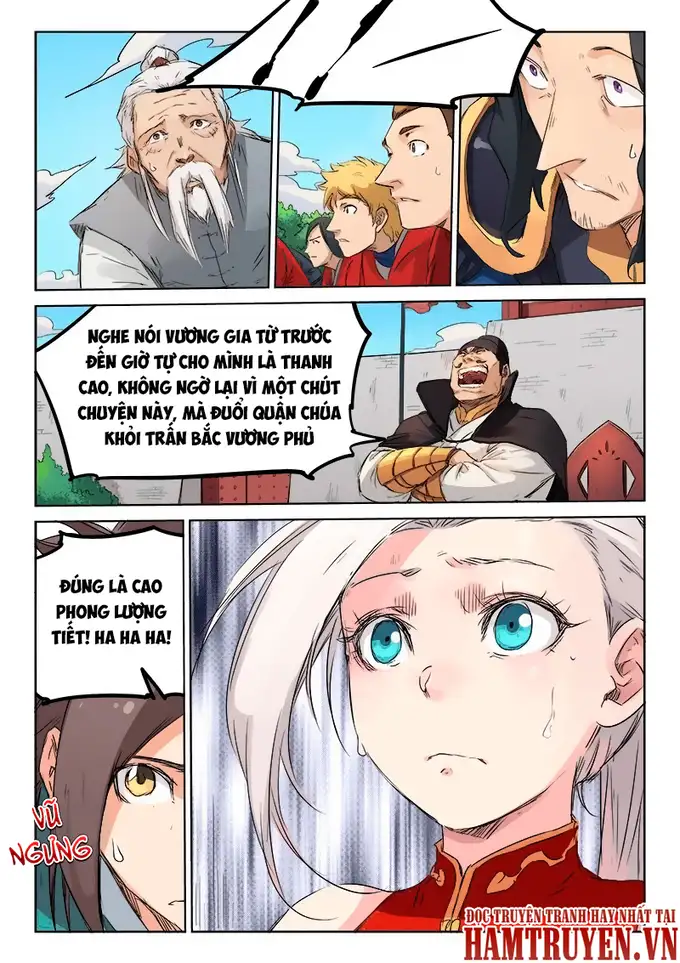 NGHE NÓI VƯƠNG GIA TỪ TRƯỚC
ĐẾN GIỜ TỰ CHO MÌNH LÀ THANH
CAO, KHÔNG NGỜ LẠI VÌ MỘT CHÚT
CHUYỆN NÀY, MÀ ĐUỔI QUẬN CHÚA
KHỎI TRẤN BẮC VƯƠNG PHỦ
ĐÚNG LÀ CAO
PHONG LƯỢNG
TIẾT! HA HA HA!
VŨ
NGƯNG
ĐỌC TRUYỆN TRANH HAY NHẤT TẠI
HAMTRUYEN.VN